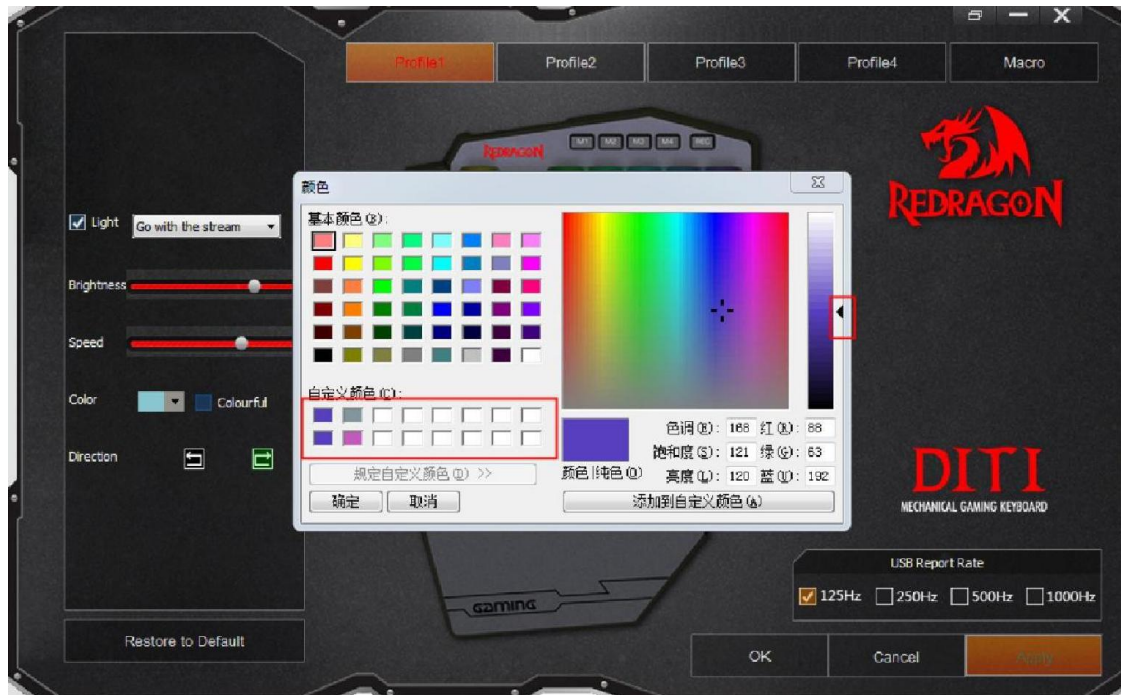 Profile1
Profile2
Profile3
Profile4
Macro
REDRAGON
M1
M2
M3
M4
REC
REDRAGON
Light
Go with the stream
Brightness
Speed
Color
Colourful
Direction
颜色
基本颜色(B):
自定义颜色(C):
规定自定义颜色(D) >>
确定
取消
颜色|纯色(O)
色调(E): 168 红(R): 88
饱和度(S): 121 绿(G): 63
亮度(L): 120 蓝(U): 192
添加到自定义颜色(A)
DITI
MECHANICAL GAMING KEYBOARD
GAMING
USB Report Rate
125Hz 250Hz 500Hz 1000Hz
Restore to Default
OK
Cancel
Apply